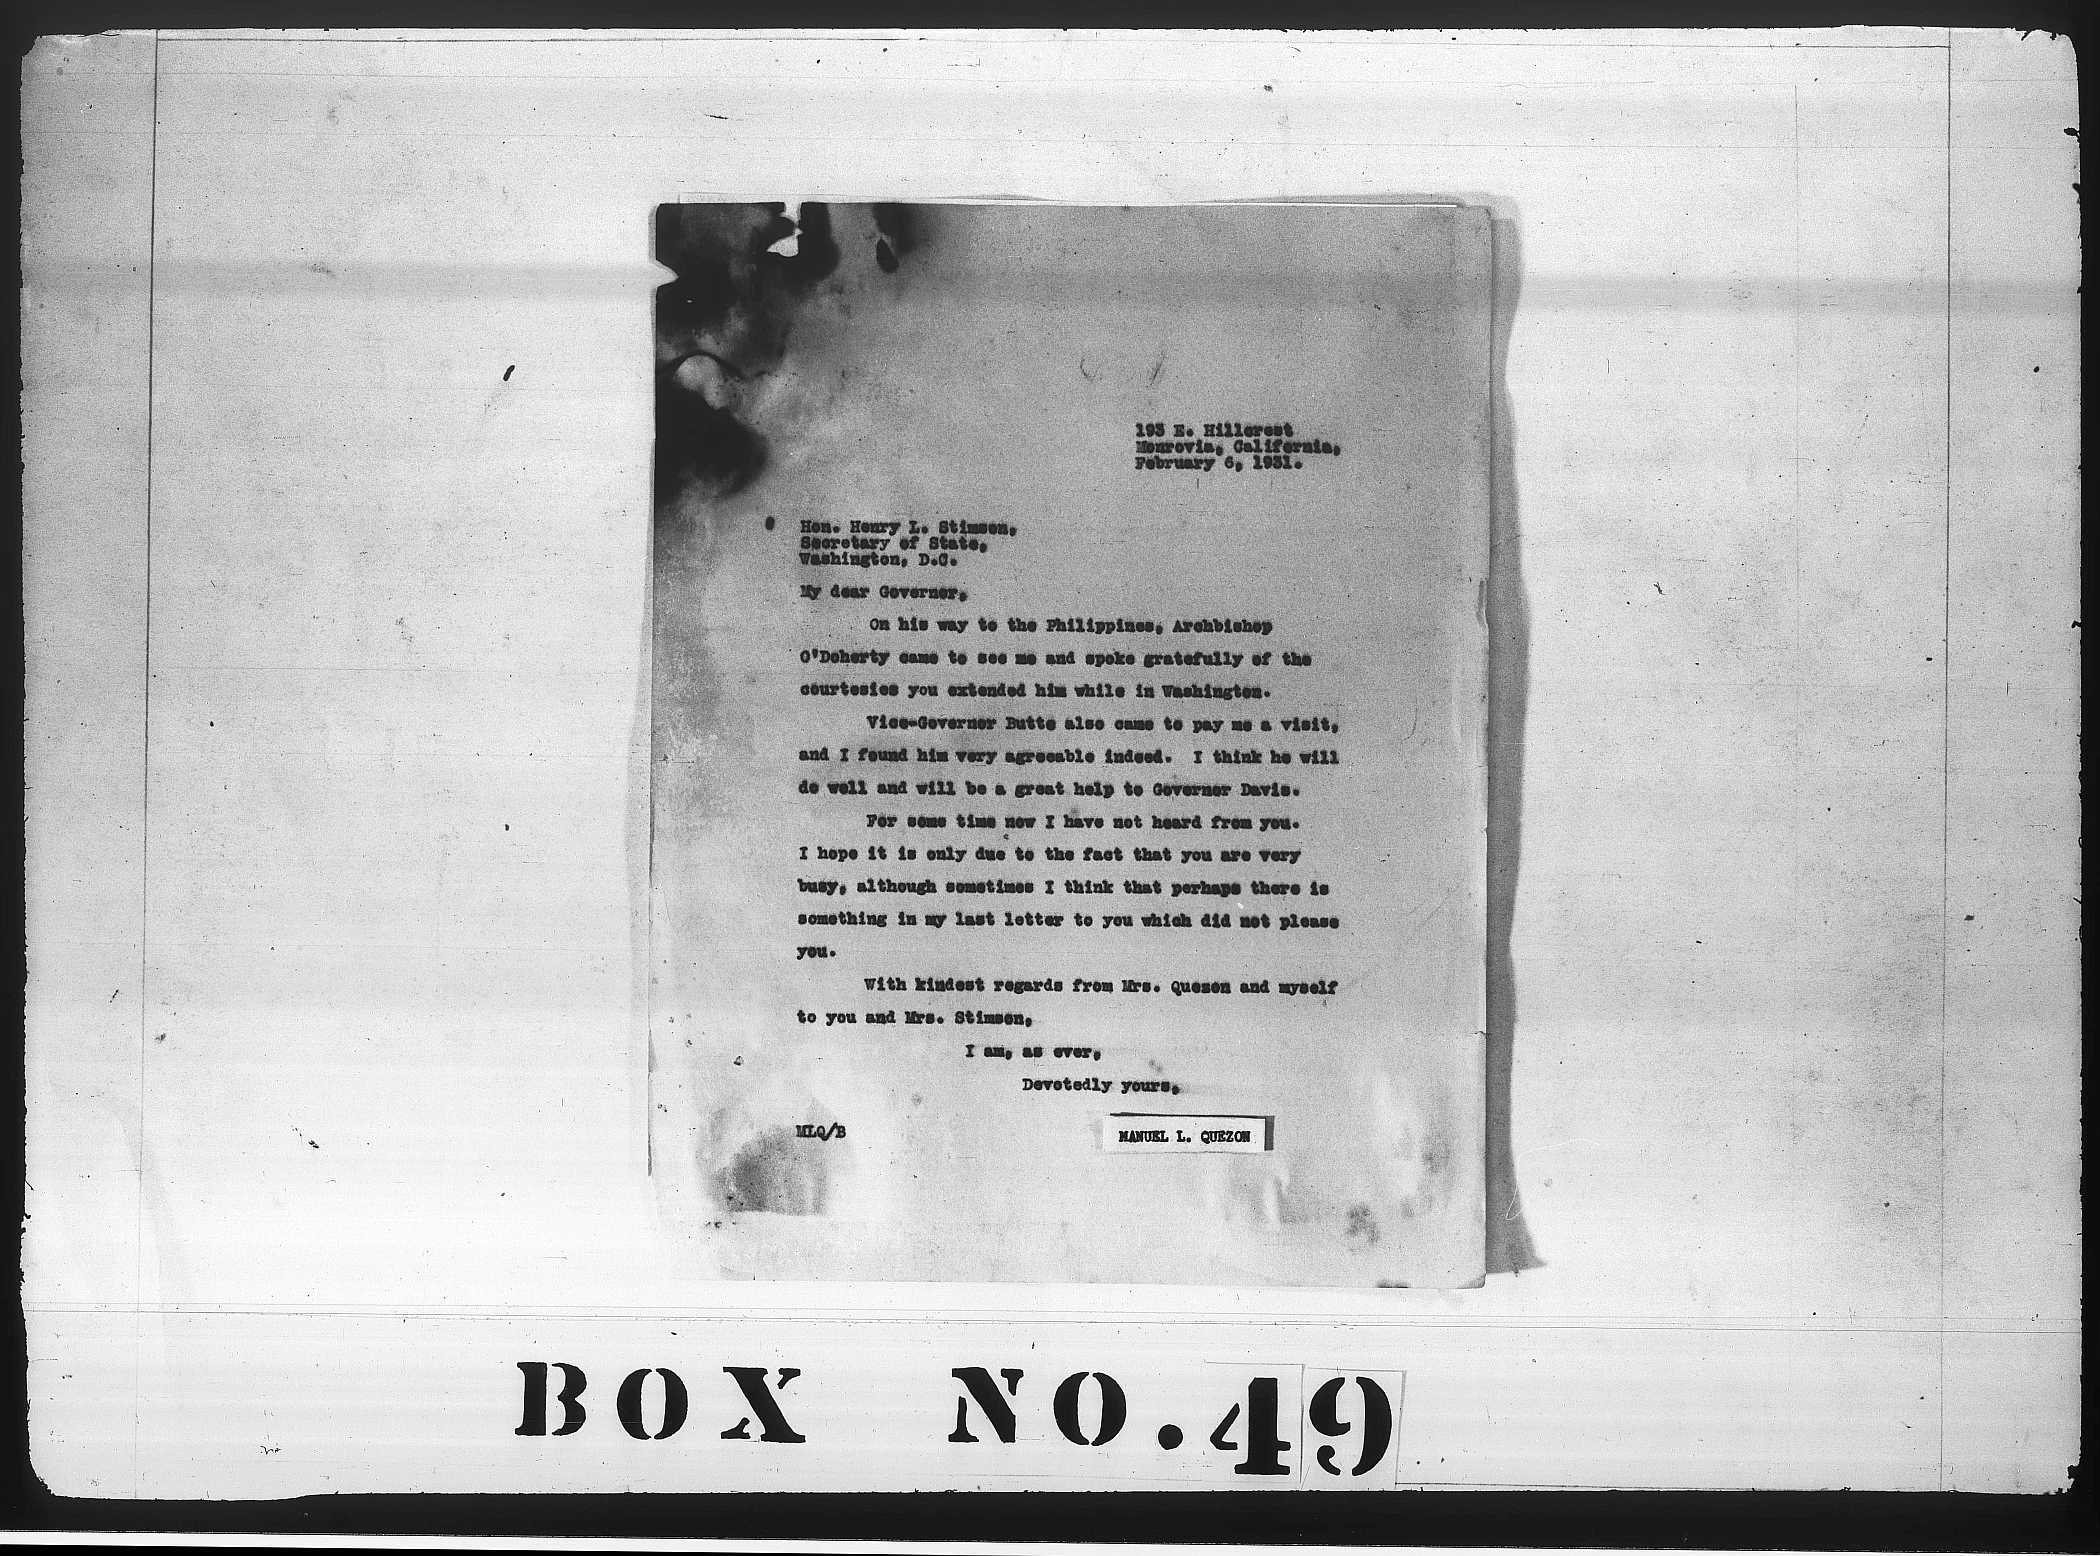 193 E. Hillcrest
Monrovia, California,
February 6, 1931.
Hon. Henry L. Stimson,
Secretary of State,
Washington, D.C.
My dear Governor,
On his way to the Philippines, Archbishop
O'Doherty came to see me and spoke gratefully of the
courtesies you extended him while in Washington.
Vice-Governor Butte also came to pay me a visit,
and I found him very agreeable indeed. I think he will
do well and will be a great help to Governor Davis.
For some time now I have not heard from you.
I hope it is only due to the fact that you are very
busy, although sometimes I think that perhaps there is
something in my last letter to you which did not please
you.
With kindest regards from Mrs. Quezon and myself
to you and Mrs. Stimson,
I am, as ever,
Devotedly yours,
MLQ/B
MANUEL L. QUEZON
BOX NO. 49